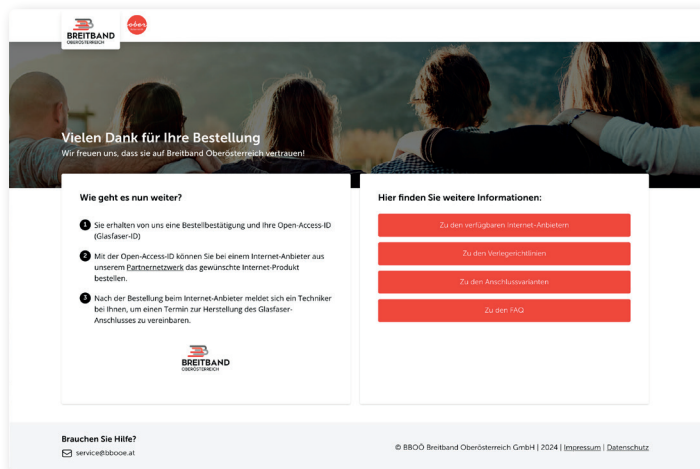 BREITBAND
OBERÖSTERREICH
ober
Vielen Dank für Ihre Bestellung
Wir freuen uns, dass sie auf Breitband Oberösterreich vertrauen!
Wie geht es nun weiter?
1 Sie erhalten von uns eine Bestellbestätigung und Ihre Open-Access-ID
(Glasfaser-ID)
2 Mit der Open-Access-ID können Sie bei einem Internet-Anbieter aus
unserem Partnernetzwerk das gewünschte Internet-Produkt
bestellen.
3 Nach der Bestellung beim Internet-Anbieter meldet sich ein Techniker
bei Ihnen, um einen Termin zur Herstellung des Glasfaser-
Anschlusses zu vereinbaren.
BREITBAND
OBERÖSTERREICH
Hier finden Sie weitere Informationen:
Zu den verfügbaren Internet-Anbietern
Zu den Verlegerichtlinien
Zu den Anschlussvarianten
Zu den FAQ
Brauchen Sie Hilfe?
service@bbooe.at
© BBOÖ Breitband Oberösterreich GmbH | 2024 | Impressum | Datenschutz